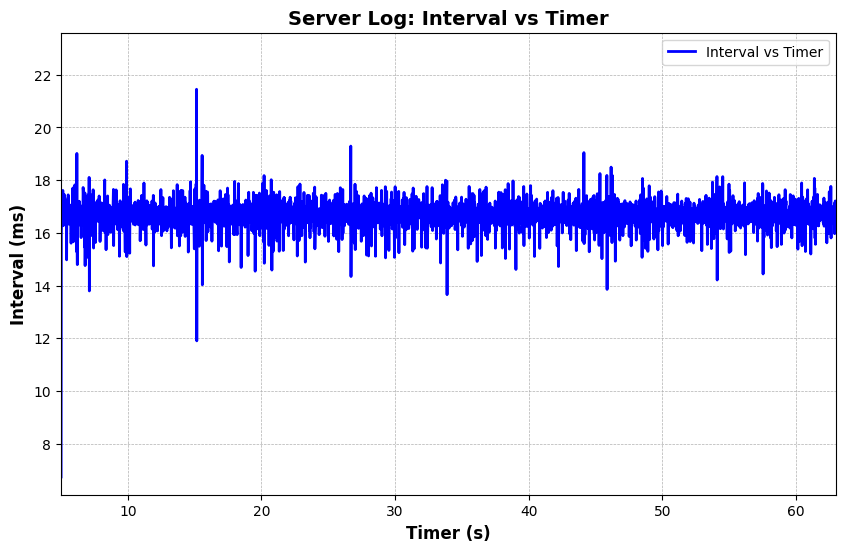 Server Log: Interval vs Timer
Interval vs Timer
22
20
18
16
14
12
10
8
Interval (ms)
10 20 30 40 50 60
Timer (s)